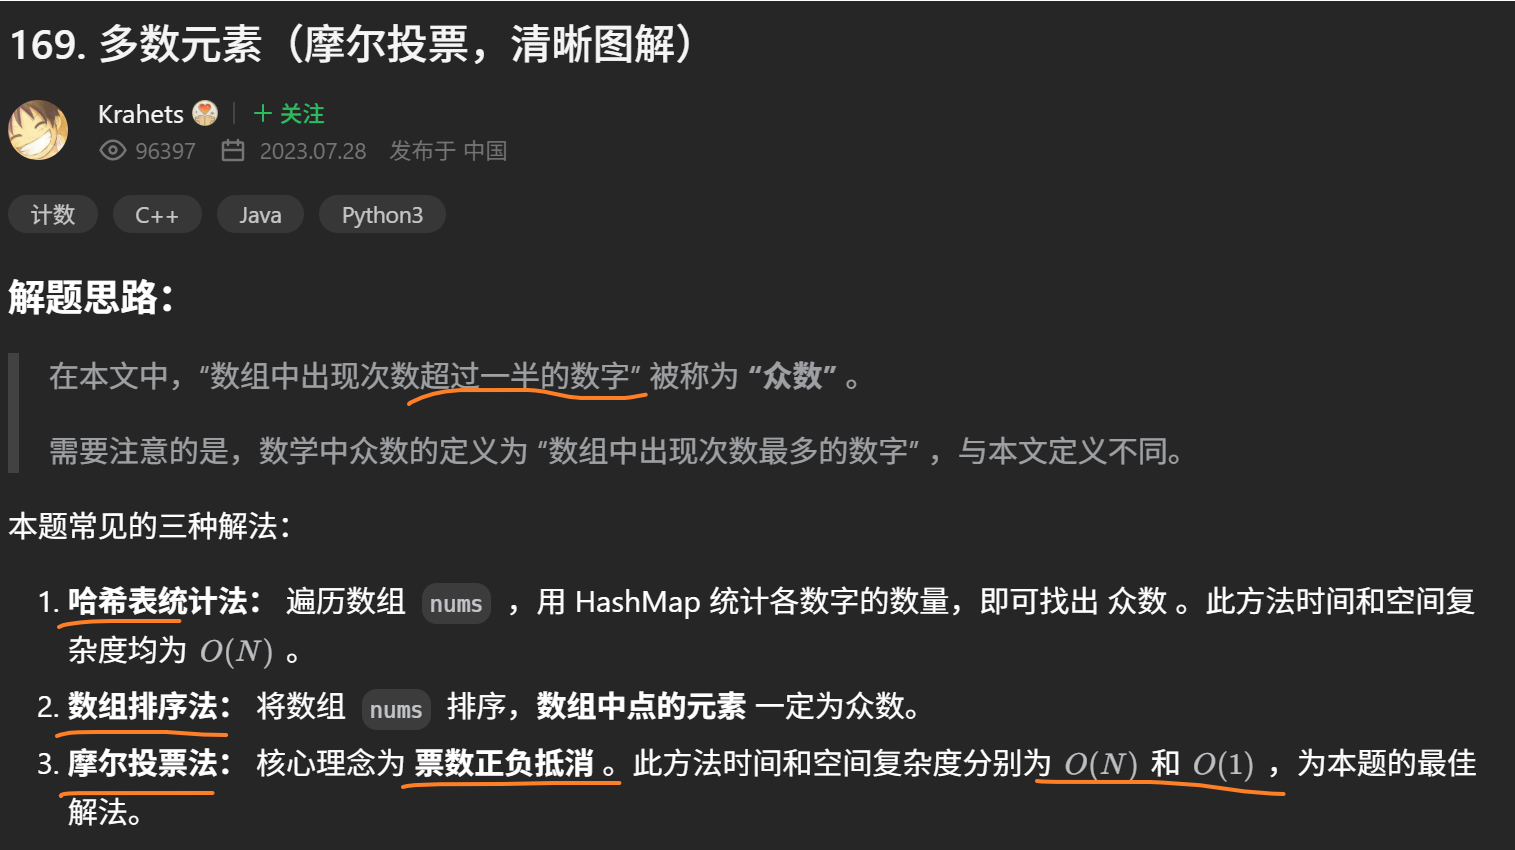 169. 多数元素（摩尔投票，清晰图解）
Krahets + 关注
96397 2023.07.28 发布于 中国
计数 C++ Java Python3
解题思路：
在本文中，“数组中出现次数超过一半的数字” 被称为 “众数” 。
需要注意的是，数学中众数的定义为 “数组中出现次数最多的数字” ，与本文定义不同。
本题常见的三种解法：
1. 哈希表统计法： 遍历数组 nums ，用 HashMap 统计各数字的数量，即可找出 众数 。此方法时间和空间复
杂度均为 O(N) 。
2. 数组排序法： 将数组 nums 排序，数组中点的元素 一定为众数。
3. 摩尔投票法： 核心理念为 票数正负抵消 。此方法时间和空间复杂度分别为 O(N) 和 O(1) ，为本题的最佳
解法。